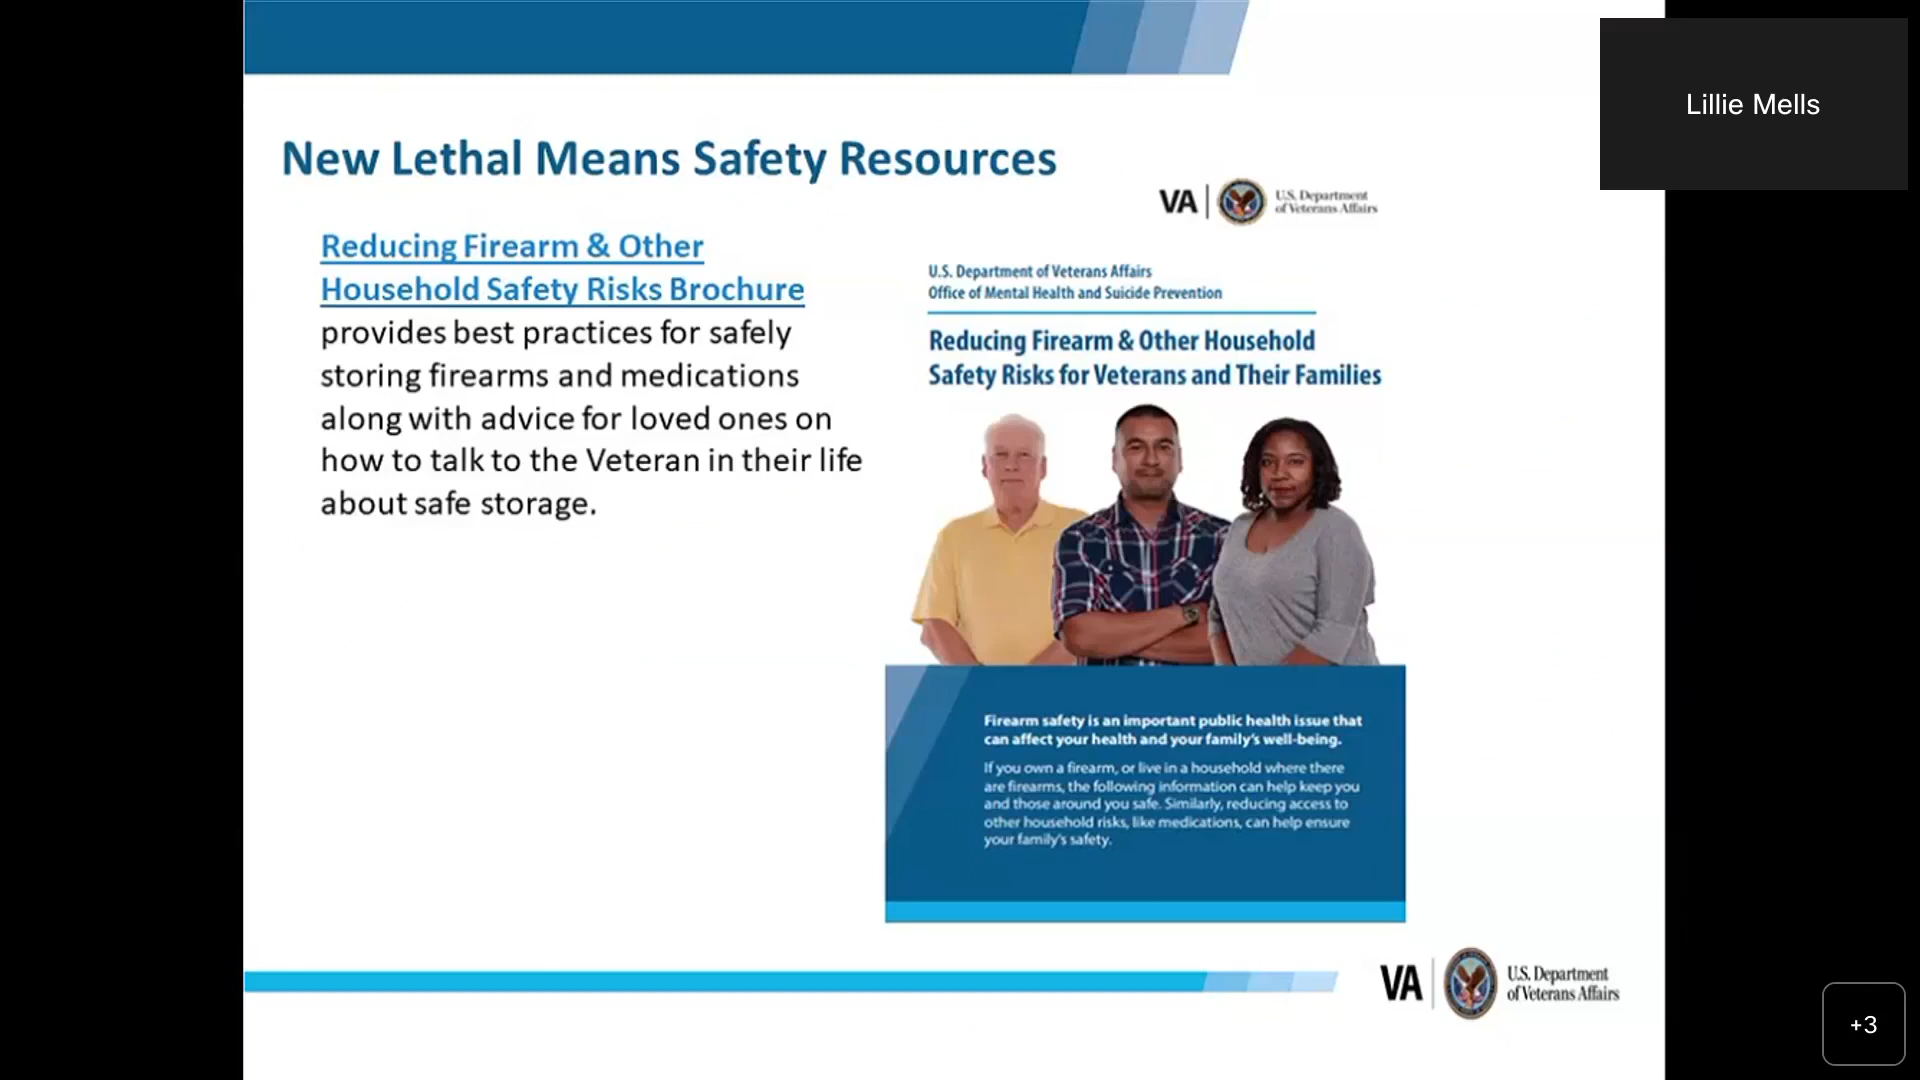 New Lethal Means Safety Resources
Reducing Firearm & Other
Household Safety Risks Brochure
provides best practices for safely
storing firearms and medications
along with advice for loved ones on
how to talk to the Veteran in their life
about safe storage.
VA
U.S. Department
of Veterans Affairs
U.S. Department of Veterans Affairs
Office of Mental Health and Suicide Prevention
Reducing Firearm & Other Household
Safety Risks for Veterans and Their Families
Firearm safety is an important public health issue that
can affect your health and your family's well-being.
If you own a firearm, or live in a household where there
are firearms, the following information can help keep you
and those around you safe. Similarly, reducing access to
other household risks, like medications, can help ensure
your family's safety.
VA
U.S. Department
of Veterans Affairs
Lillie Mells
+3